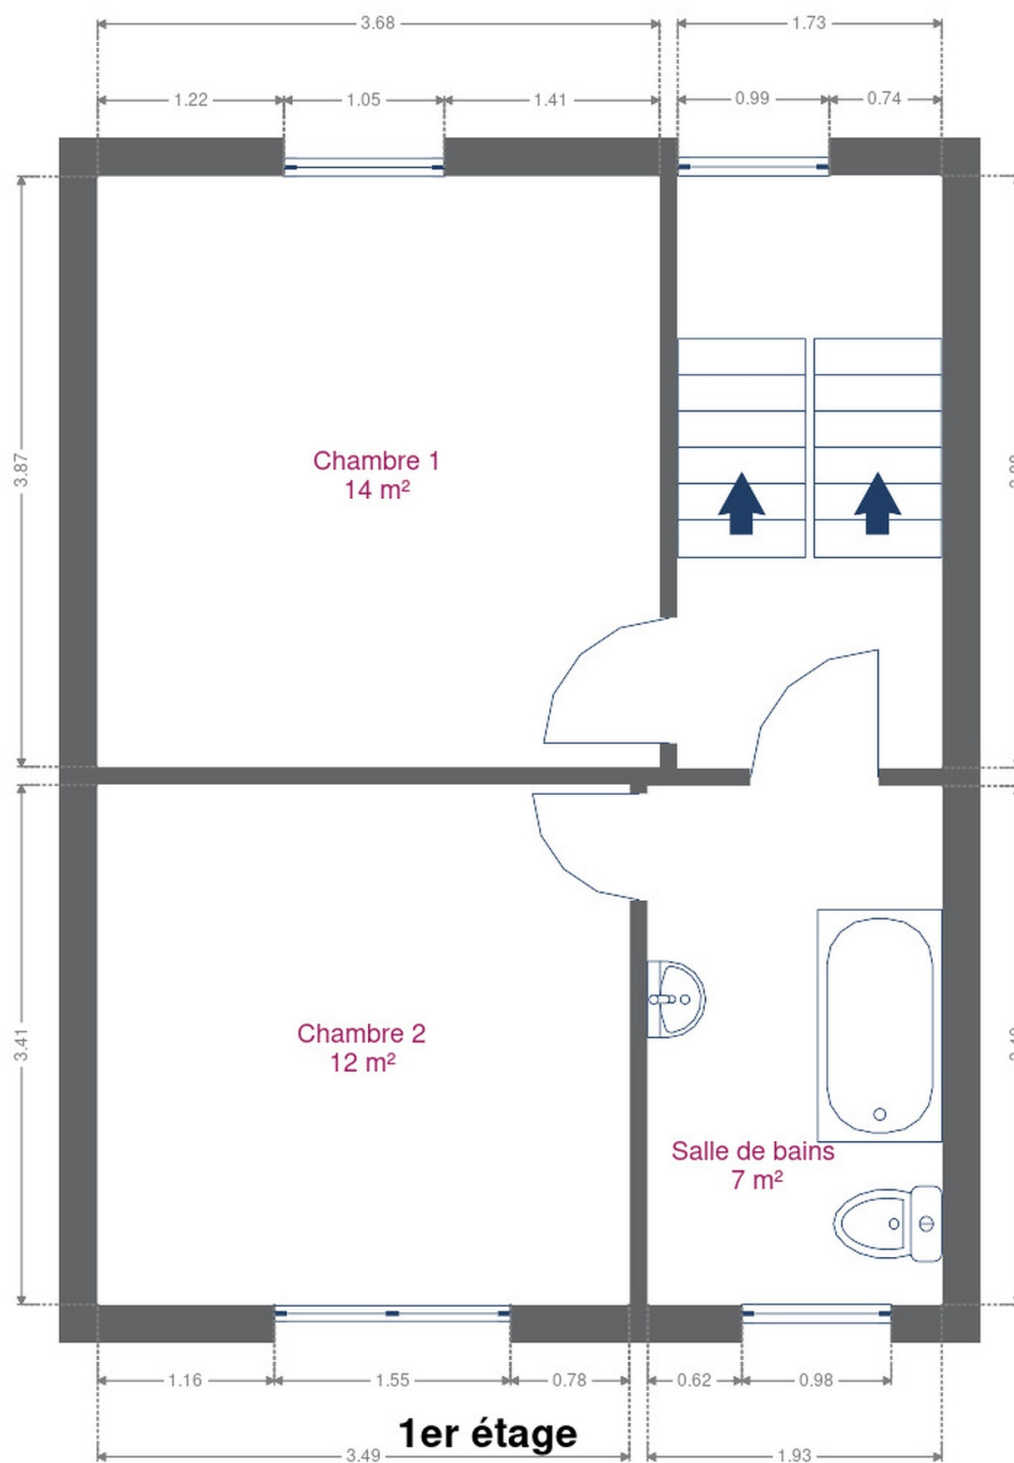 3.68
1.73
1.22
1.05
1.41
0.99
0.74
3.87
Chambre 1
14 m²
3.41
Chambre 2
12 m²
Salle de bains
7 m²
1.16
1.55
0.78
0.62
0.98
1er étage
3.49
1.93